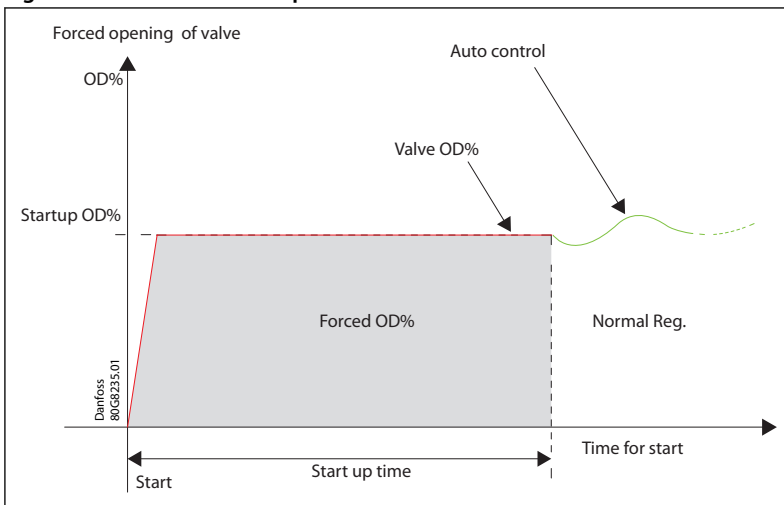 Forced opening of valve
OD%
Auto control
Valve OD%
Startup OD%
Forced OD%
Normal Reg.
Danfoss
80G8235.01
Time for start
Start up time
Start